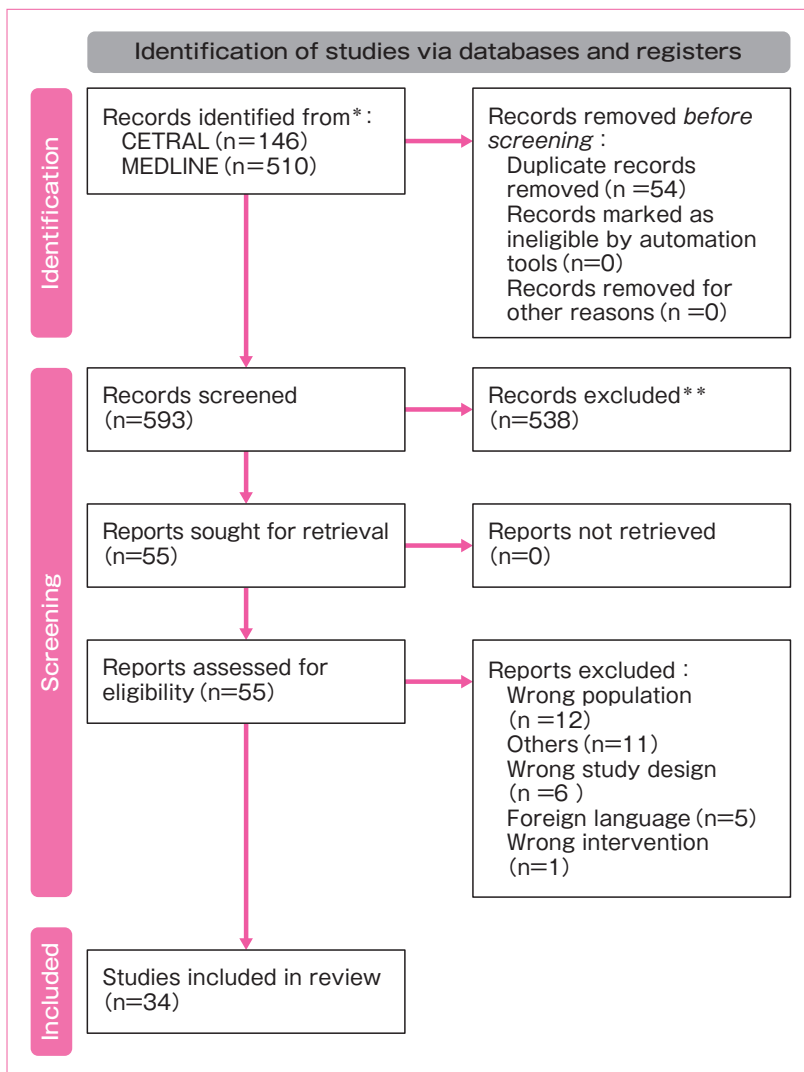 Identification of studies via databases and registers
Identification
Records identified from*:
CETRAL (n=146)
MEDLINE (n=510)
Records removed before
screening :
Duplicate records
removed (n =54)
Records marked as
ineligible by automation
tools (n=0)
Records removed for
other reasons (n =0)
Screening
Records screened
(n=593)
Records excluded**
(n=538)
Reports sought for retrieval
(n=55)
Reports not retrieved
(n=0)
Reports assessed for
eligibility (n=55)
Reports excluded :
Wrong population
(n =12)
Others (n=11)
Wrong study design
(n =6 )
Foreign language (n=5)
Wrong intervention
(n=1)
Included
Studies included in review
(n=34)